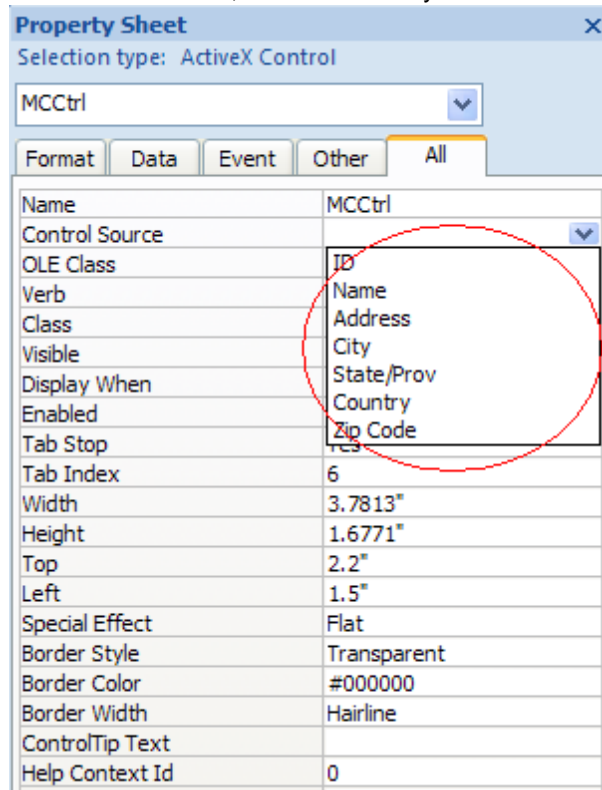 Property Sheet
Selection type: ActiveX Control
MCCtrl
Format Data Event Other All
Name MCCtrl
Control Source
OLE Class ID
Verb Name
Class Address
Visible City
Display When State/Prov
Enabled Country
Zip Code
Tab Stop
Tab Index 6
Width 3.7813"
Height 1.6771"
Top 2.2"
Left 1.5"
Special Effect Flat
Border Style Transparent
Border Color #000000
Border Width Hairline
ControlTip Text
Help Context Id 0